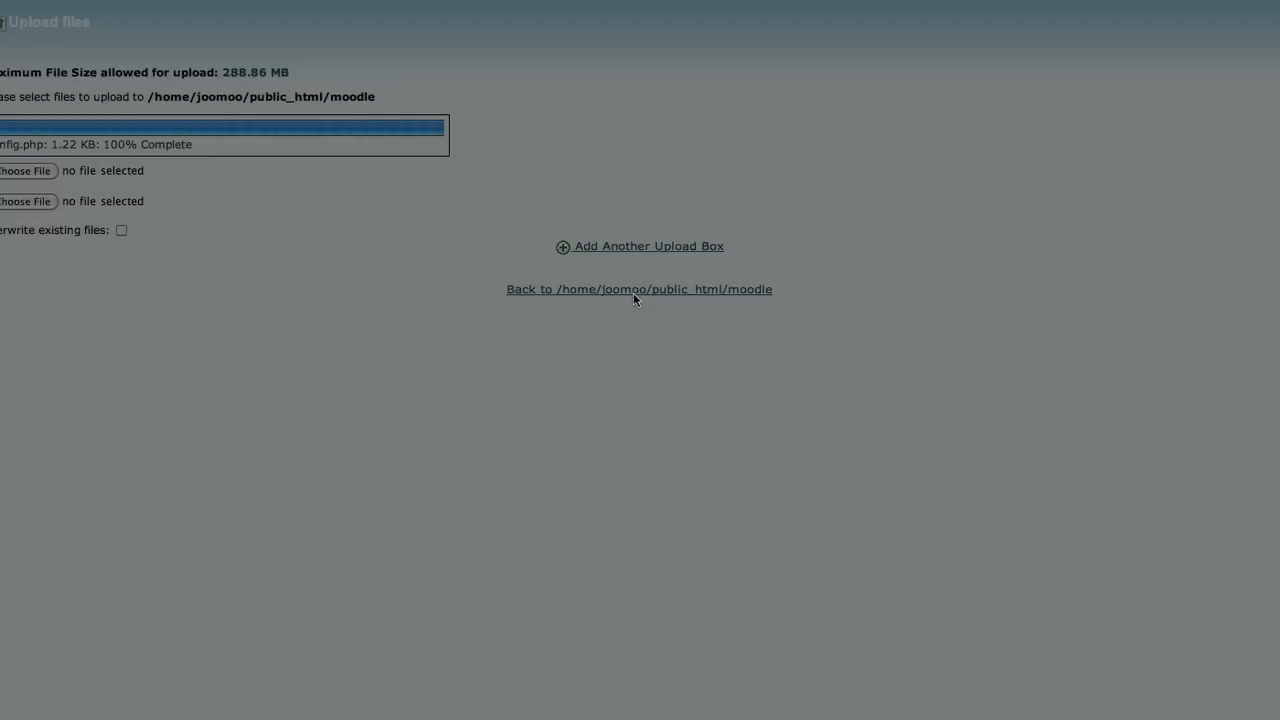 Upload files
ximum File Size allowed for upload: 288.86 MB
ase select files to upload to /home/joomoo/public_html/moodle
nfig.php: 1.22 KB: 100% Complete
Choose File no file selected
Choose File no file selected
erwrite existing files:
Add Another Upload Box
Back to /home/joomoo/public_html/moodle